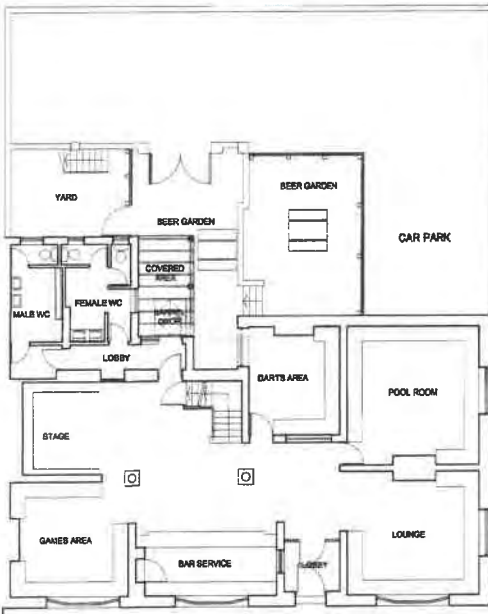 YARD
BEER GARDEN
BEER GARDEN
CAR PARK
COVERED
AREA
MALE WC
FEMALE WC
LOBBY
DARTS AREA
POOL ROOM
STAGE
GAMES AREA
BAR SERVICE
LOBBY
LOUNGE